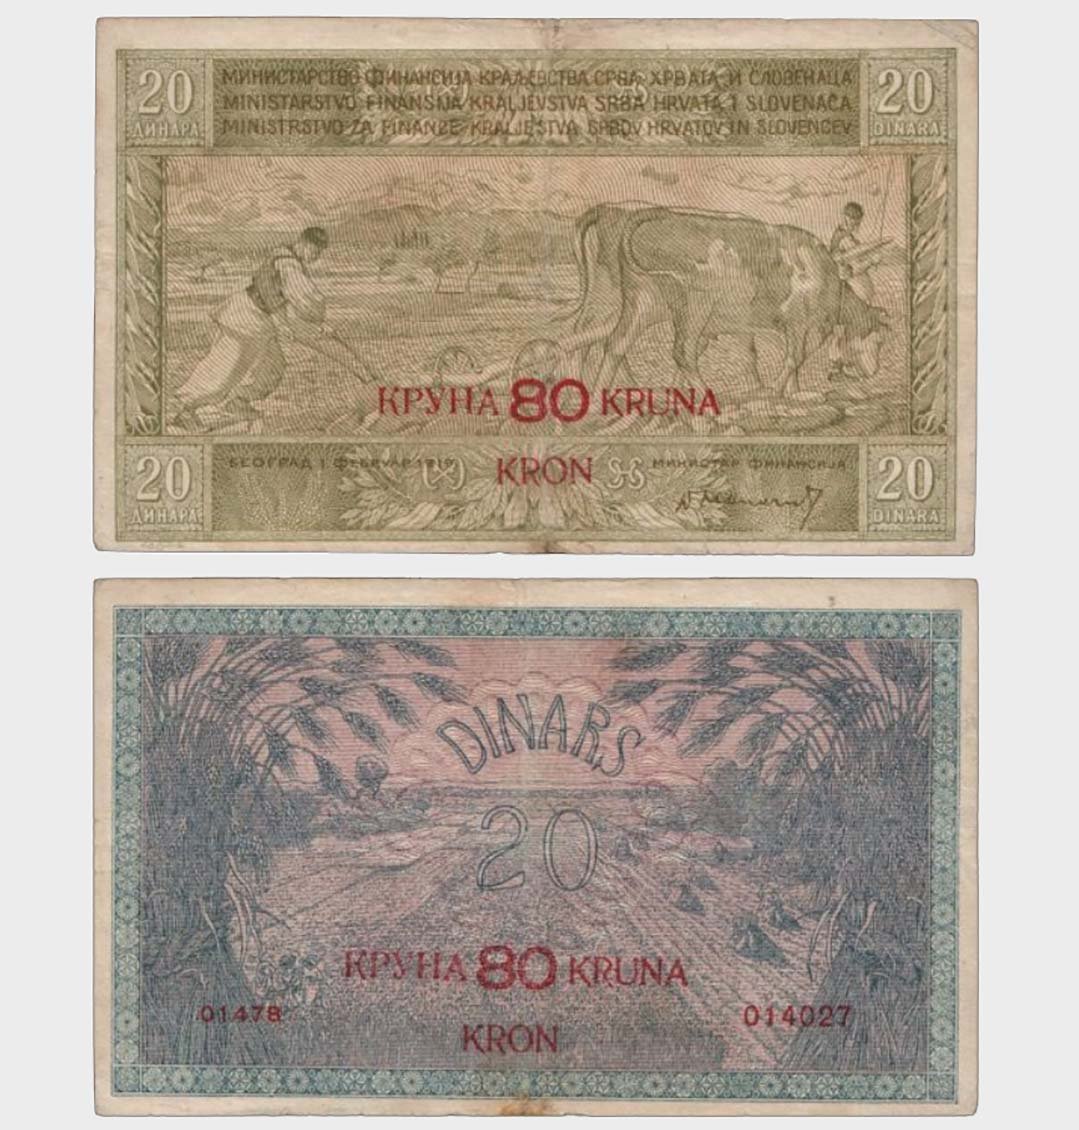 20 ДИНАРА
МИНИСТАРСТВО ФИНАНСИЈА КРАЉЕВСТВА СРБА, ХРВАТА И СЛОВЕНАЦА
MINISTARSTVO FINANSIJA KRALJEVSTVA SRBA HRVATA I SLOVENACA
MINISTRSTVO ZA FINANCE KRALJESTVA SRBOV HRVATOV IN SLOVENCEV
20 DINARA
КРУНА 80 KRUNA
20 ДИНАРА
БЕОГРАД 1 ФЕБРУАР 1919
KRON
МИНИСТАР ФИНАНСИЈА
20 DINARA
DINARS
20
КРУНА 80 KRUNA
01478
014027
KRON